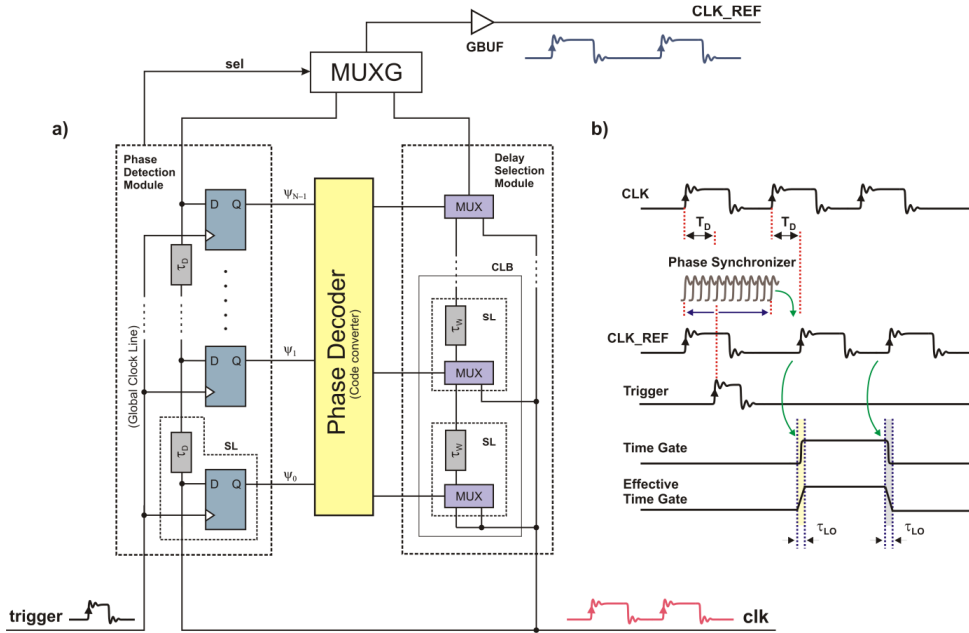 CLK_REF
GBUF
sel
MUXG
a)
b)
Phase
Detection
Module
D Q
ψN-1
τD
(Global Clock Line)
D Q
ψ1
τD
SL
D Q
ψ0
Phase Decoder
(Code converter)
Delay
Selection
Module
MUX
CLB
SL
τW
MUX
SL
τW
MUX
trigger
clk
CLK
TD
TD
Phase Synchronizer
CLK_REF
Trigger
Time Gate
Effective
Time Gate
τLO
τLO